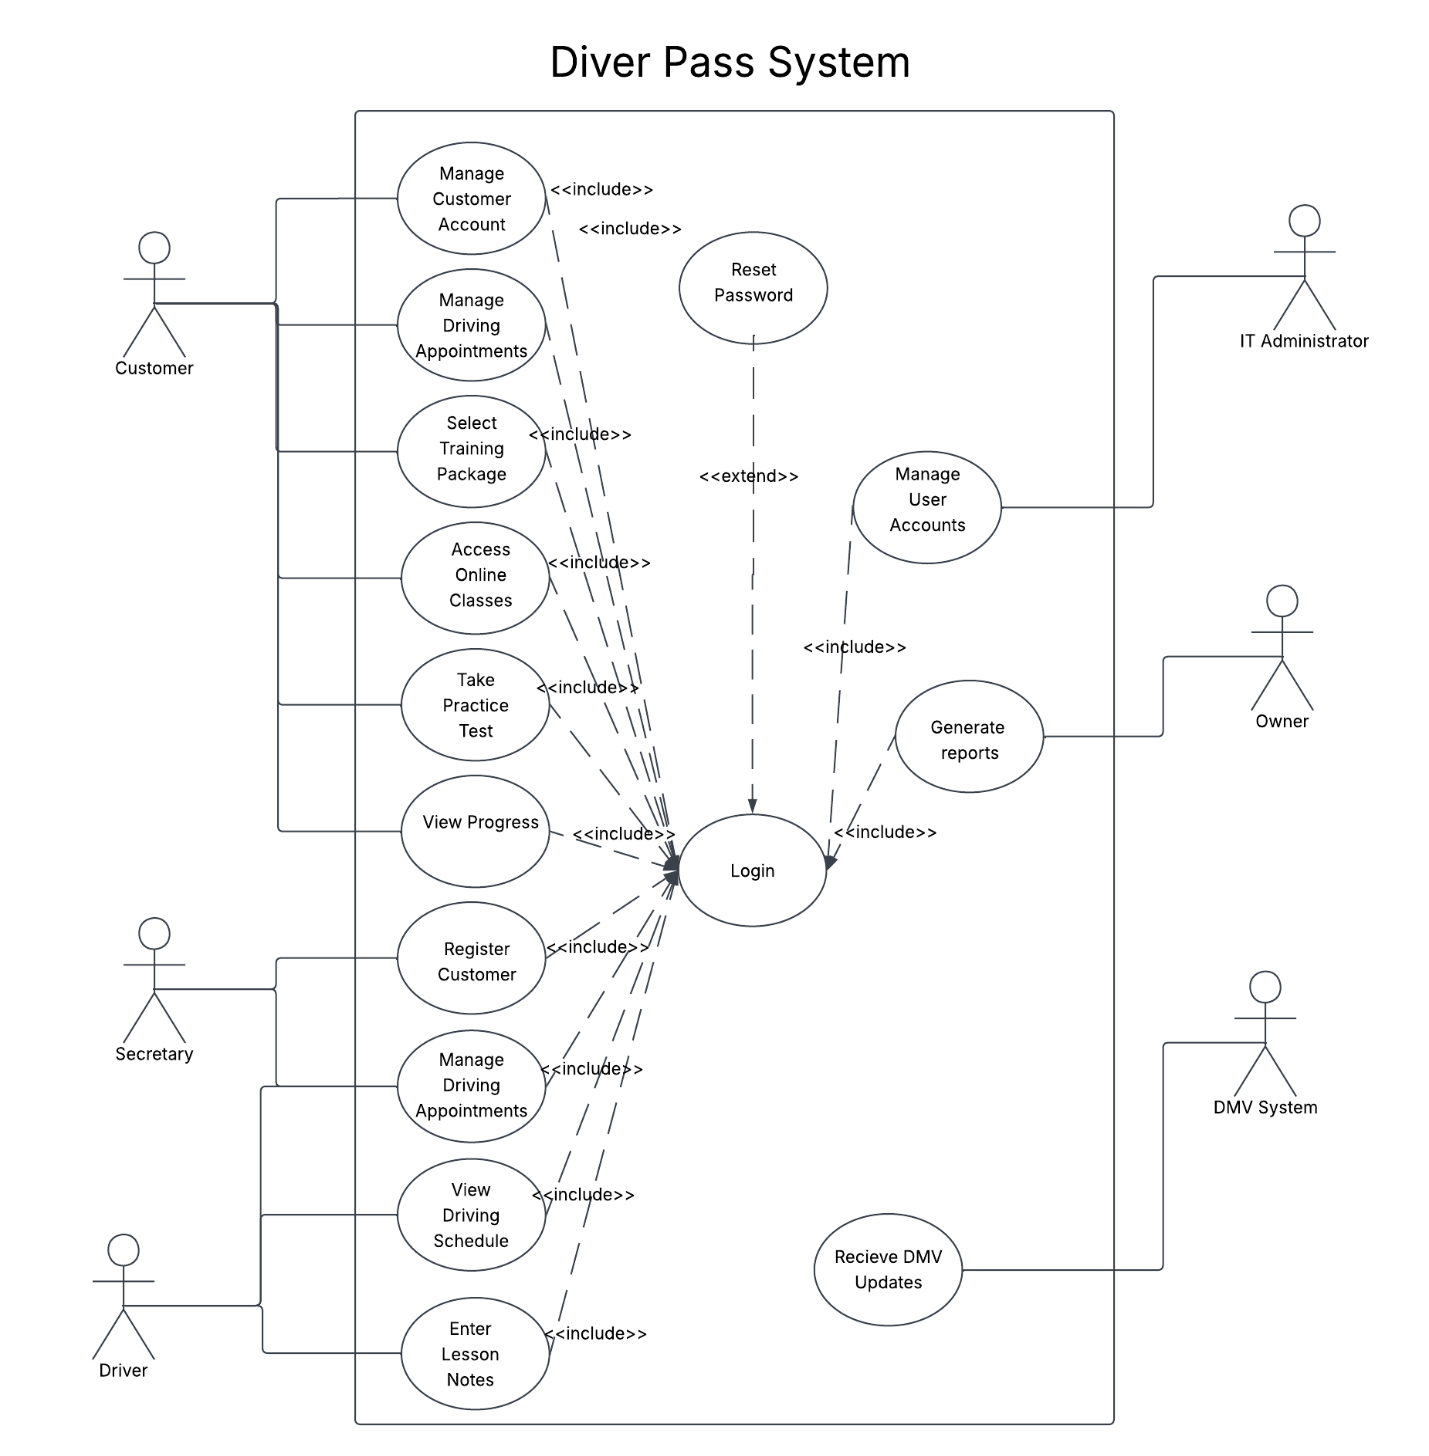 Diver Pass System
Manage
Customer
Account
<<include>>
<<include>>
Manage
Driving
Appointments
Reset
Password
Customer
IT Administrator
Select
Training
Package
<<include>>
<<extend>>
Manage
User
Accounts
Access
Online
Classes
<<include>>
<<include>>
Take
Practice
Test
<<include>>
Generate
reports
Owner
View Progress
<<include>>
<<include>>
Login
Register
Customer
<<include>>
Secretary
Manage
Driving
Appointments
<<include>>
DMV System
View
Driving
Schedule
<<include>>
Recieve DMV
Updates
Enter
Lesson
Notes
<<include>>
Driver